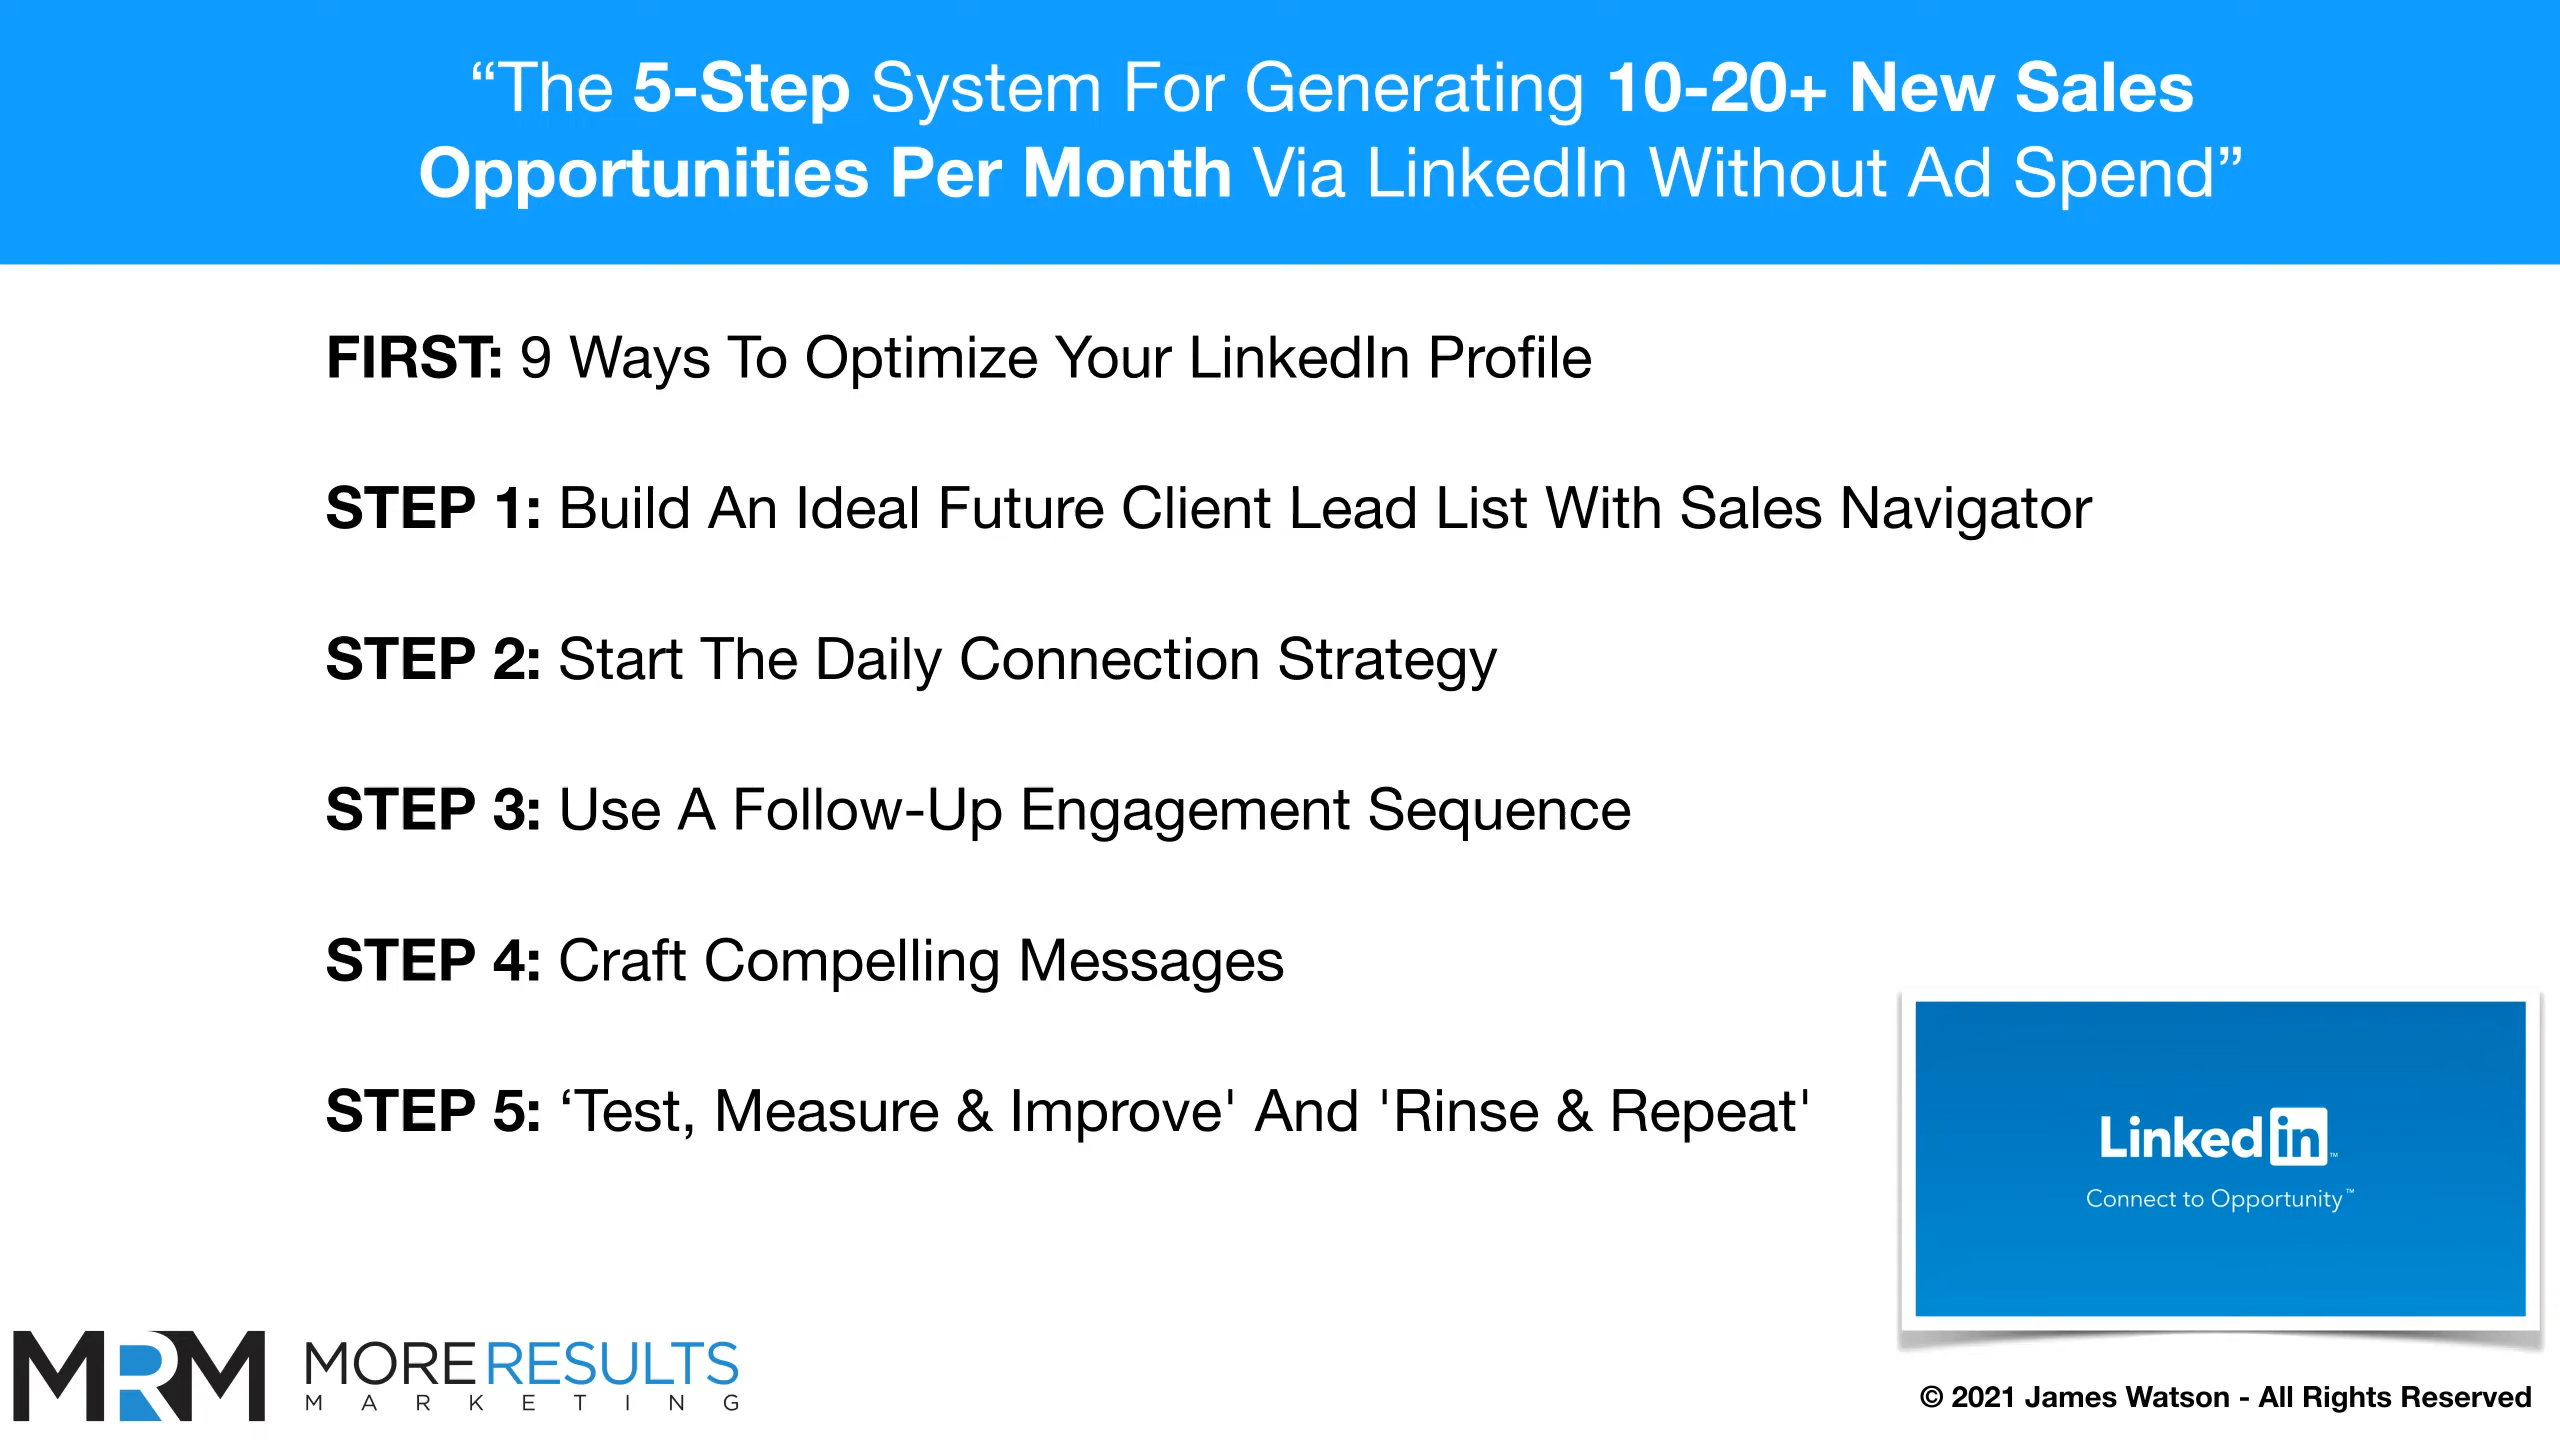 “The 5-Step System For Generating 10-20+ New Sales
Opportunities Per Month Via LinkedIn Without Ad Spend”
FIRST: 9 Ways To Optimize Your LinkedIn Profile
STEP 1: Build An Ideal Future Client Lead List With Sales Navigator
STEP 2: Start The Daily Connection Strategy
STEP 3: Use A Follow-Up Engagement Sequence
STEP 4: Craft Compelling Messages
STEP 5: ‘Test, Measure & Improve' And 'Rinse & Repeat'
Linked in™
Connect to Opportunity™
MRM MORE RESULTS
MARKETING
© 2021 James Watson - All Rights Reserved